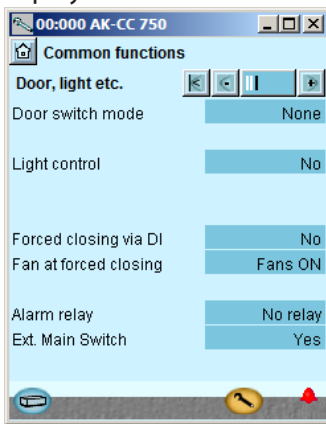 00:000 AK-CC 750
Common functions
Door, light etc.
Door switch mode None
Light control No
Forced closing via DI No
Fan at forced closing Fans ON
Alarm relay No relay
Ext. Main Switch Yes